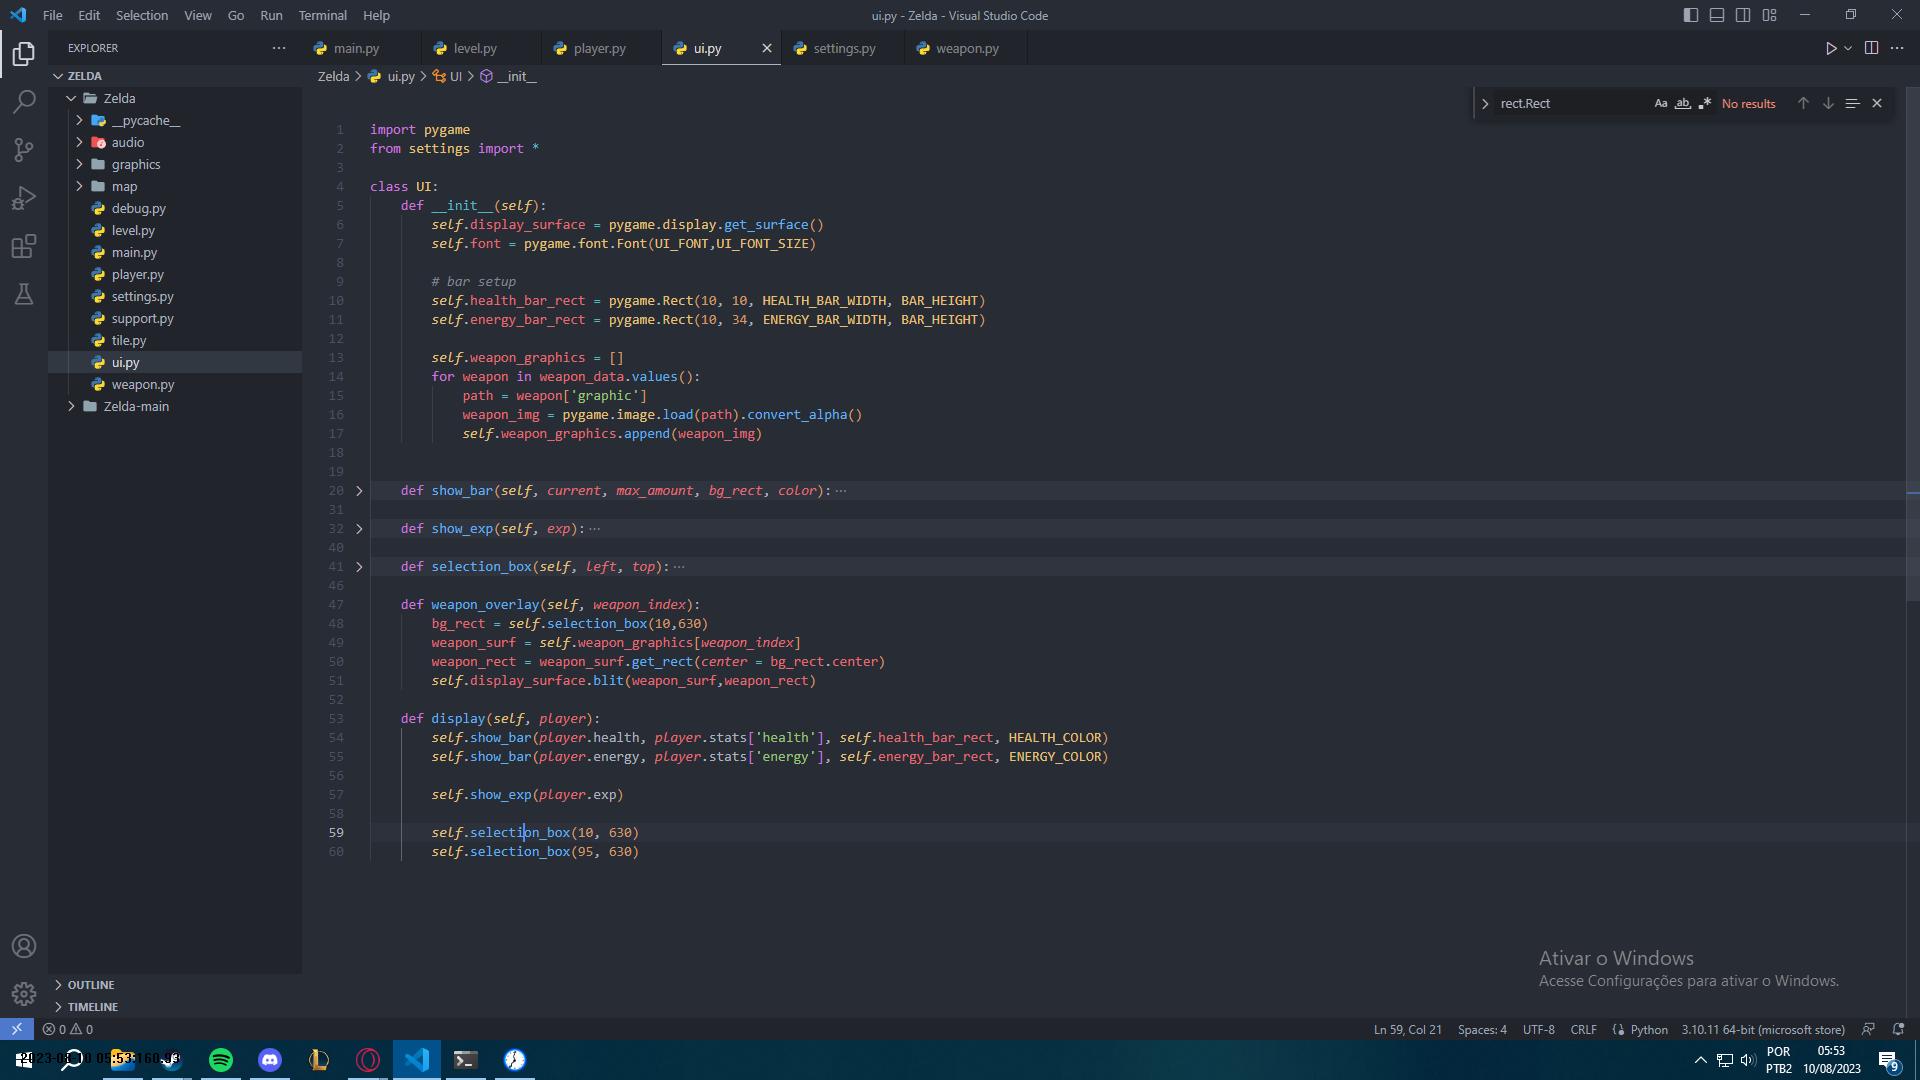 File Edit Selection View Go Run Terminal Help
ui.py - Zelda - Visual Studio Code
EXPLORER
main.py level.py player.py ui.py settings.py weapon.py
ZELDA
Zelda > ui.py > UI > __init__
Zelda
__pycache__
audio
graphics
map
debug.py
level.py
main.py
player.py
settings.py
support.py
tile.py
ui.py
weapon.py
Zelda-main
OUTLINE
TIMELINE
rect.Rect Aa ab .* No results
1 import pygame
2 from settings import *
3
4 class UI:
5 def __init__(self):
6 self.display_surface = pygame.display.get_surface()
7 self.font = pygame.font.Font(UI_FONT,UI_FONT_SIZE)
8
9 # bar setup
10 self.health_bar_rect = pygame.Rect(10, 10, HEALTH_BAR_WIDTH, BAR_HEIGHT)
11 self.energy_bar_rect = pygame.Rect(10, 34, ENERGY_BAR_WIDTH, BAR_HEIGHT)
12
13 self.weapon_graphics = []
14 for weapon in weapon_data.values():
15 path = weapon['graphic']
16 weapon_img = pygame.image.load(path).convert_alpha()
17 self.weapon_graphics.append(weapon_img)
18
19
20 def show_bar(self, current, max_amount, bg_rect, color):···
31
32 def show_exp(self, exp):···
40
41 def selection_box(self, left, top):···
46
47 def weapon_overlay(self, weapon_index):
48 bg_rect = self.selection_box(10,630)
49 weapon_surf = self.weapon_graphics[weapon_index]
50 weapon_rect = weapon_surf.get_rect(center = bg_rect.center)
51 self.display_surface.blit(weapon_surf,weapon_rect)
52
53 def display(self, player):
54 self.show_bar(player.health, player.stats['health'], self.health_bar_rect, HEALTH_COLOR)
55 self.show_bar(player.energy, player.stats['energy'], self.energy_bar_rect, ENERGY_COLOR)
56
57 self.show_exp(player.exp)
58
59 self.selection_box(10, 630)
60 self.selection_box(95, 630)
Ativar o Windows
Acesse Configurações para ativar o Windows.
0 0
Ln 59, Col 21 Spaces: 4 UTF-8 CRLF Python 3.10.11 64-bit (microsoft store)
POR
PTB2
05:53
10/08/2023
9